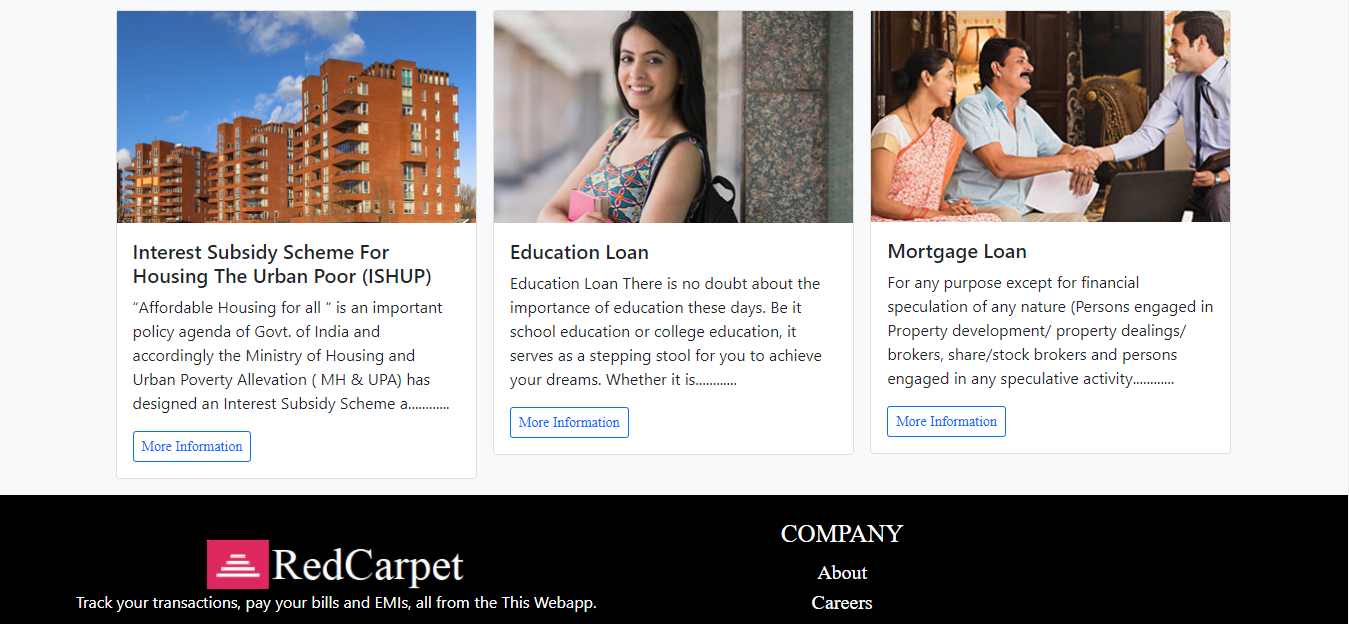 Interest Subsidy Scheme For
Housing The Urban Poor (ISHUP)
“Affordable Housing for all “ is an important
policy agenda of Govt. of India and
accordingly the Ministry of Housing and
Urban Poverty Allevation ( MH & UPA) has
designed an Interest Subsidy Scheme a............
More Information
Education Loan
Education Loan There is no doubt about the
importance of education these days. Be it
school education or college education, it
serves as a stepping stool for you to achieve
your dreams. Whether it is............
More Information
Mortgage Loan
For any purpose except for financial
speculation of any nature (Persons engaged in
Property development/ property dealings/
brokers, share/stock brokers and persons
engaged in any speculative activity............
More Information
RedCarpet
Track your transactions, pay your bills and EMIs, all from the This Webapp.
COMPANY
About
Careers